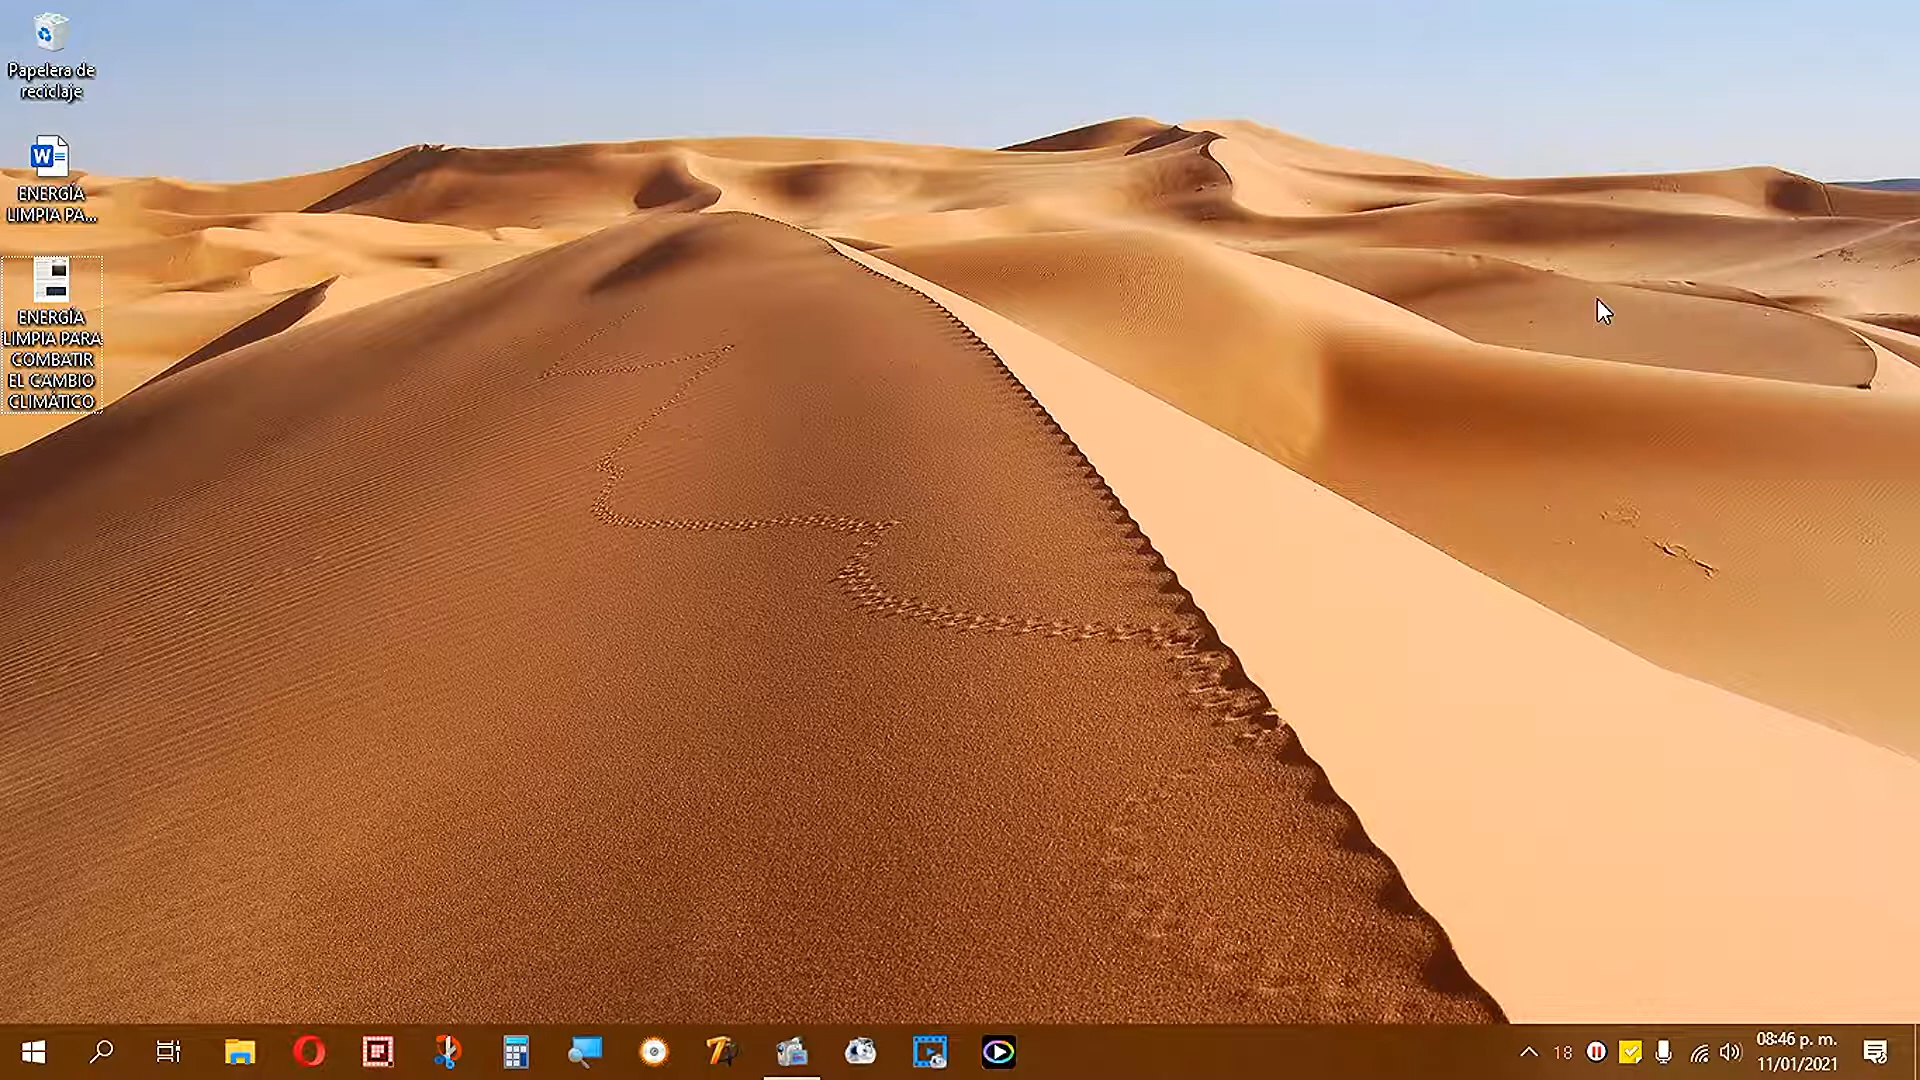 Papelera de
reciclaje
ENERGÍA
LIMPIA PA...
ENERGÍA
LIMPIA PARA
COMBATIR
EL CAMBIO
CLIMÁTICO
18
08:46 p. m.
11/01/2021